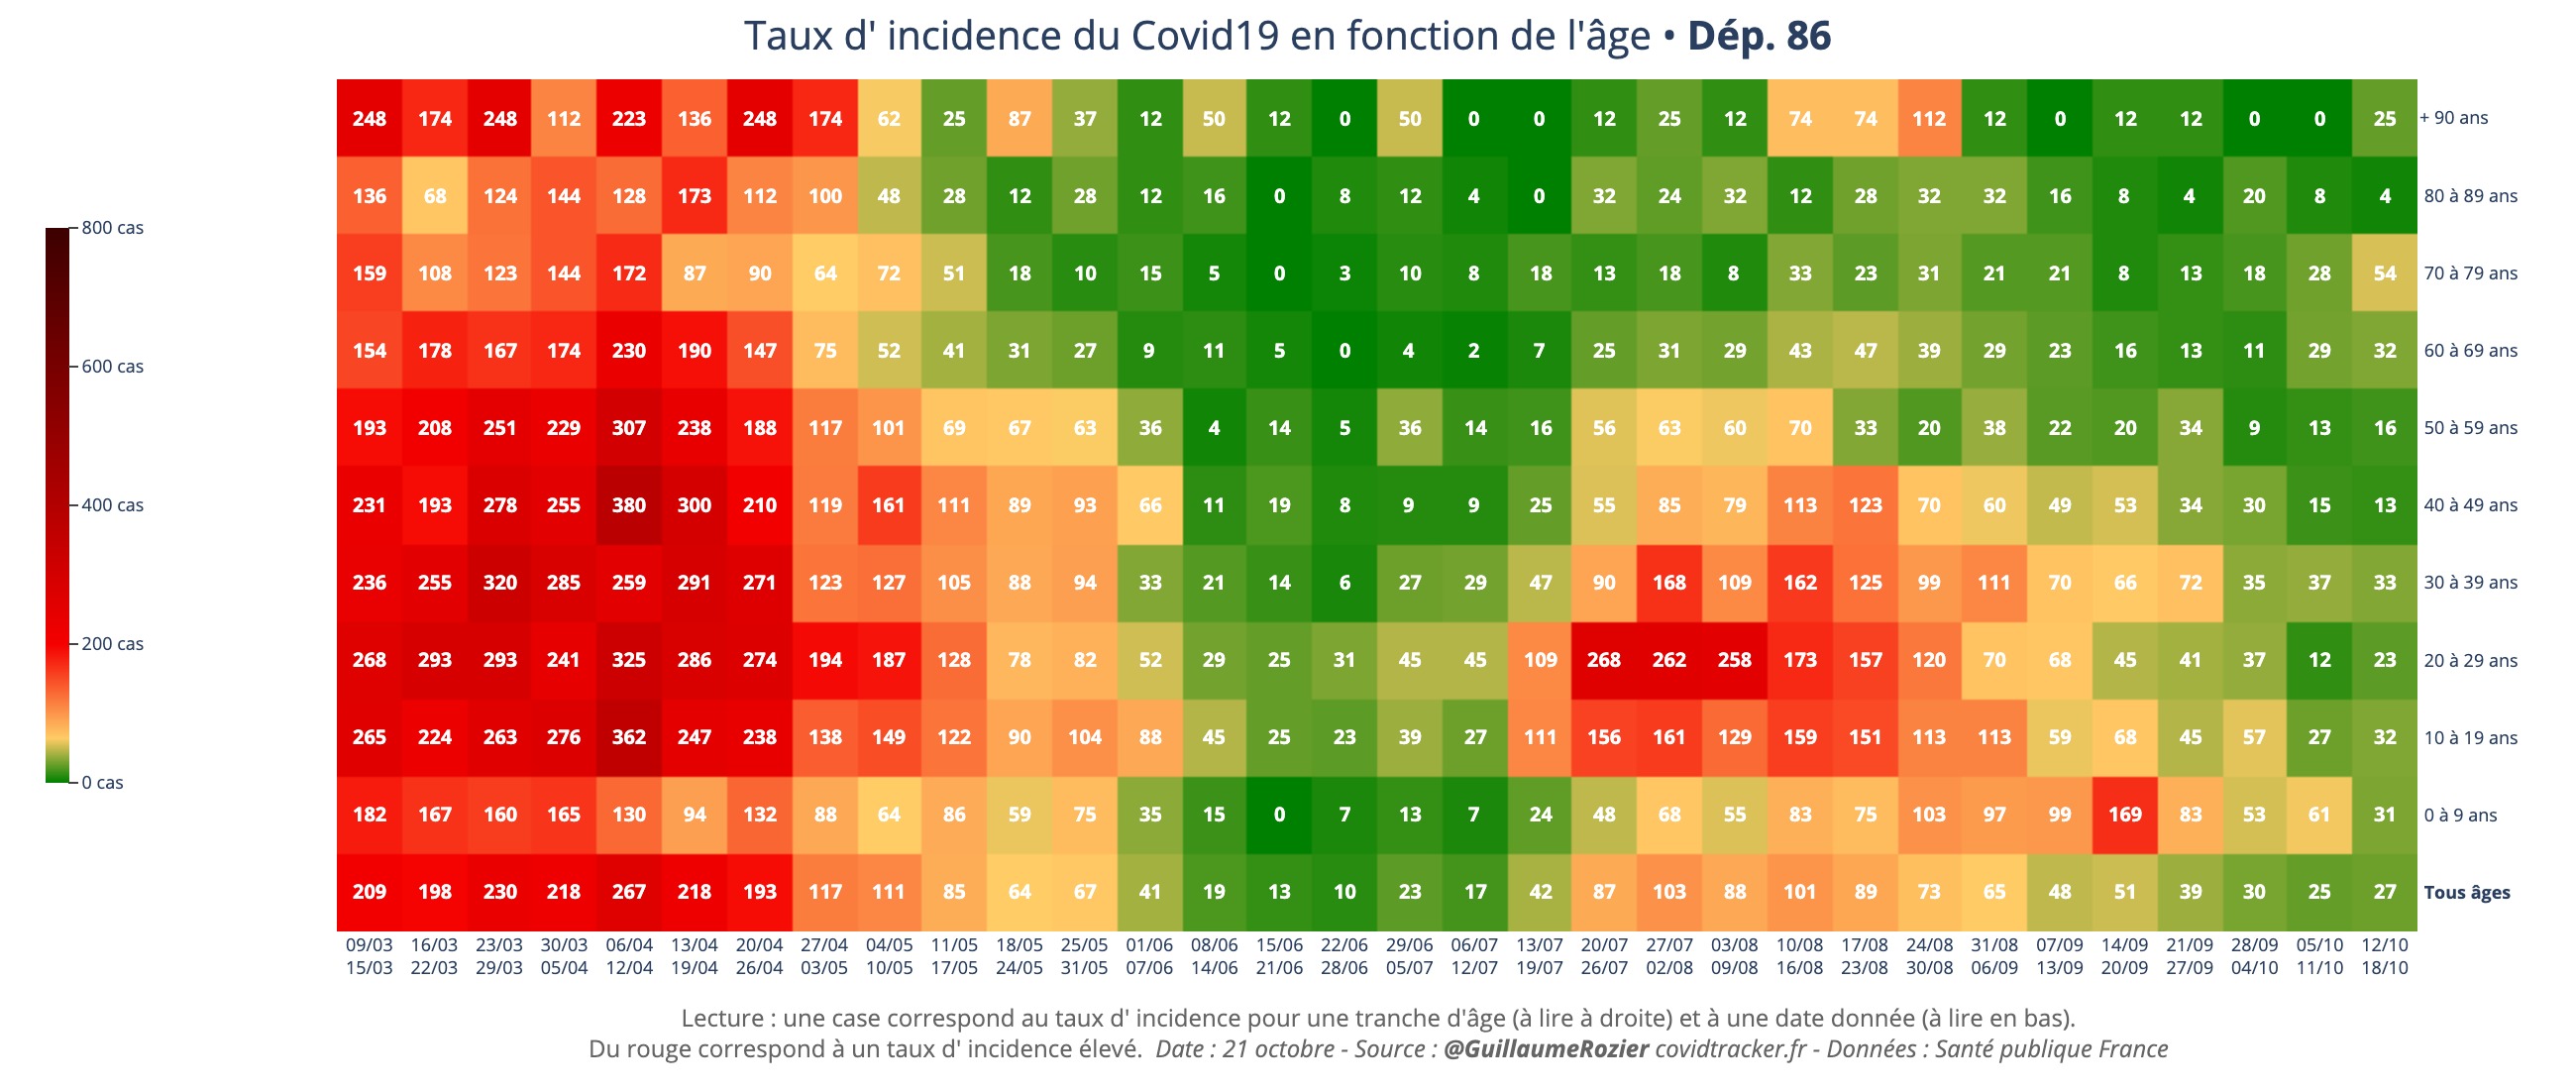 Taux d' incidence du Covid19 en fonction de l'âge • Dép. 86
800 cas
600 cas
400 cas
200 cas
0 cas
248 174 248 112 223 136 248 174 62 25 87 37 12 50 12 0 50 0 0 12 25 12 74 74 112 12 0 12 12 0 0 25 + 90 ans
136 68 124 144 128 173 112 100 48 28 12 28 12 16 0 8 12 4 0 32 24 32 12 28 32 32 16 8 4 20 8 4 80 à 89 ans
159 108 123 144 172 87 90 64 72 51 18 10 15 5 0 3 10 8 18 13 18 8 33 23 31 21 21 8 13 18 28 54 70 à 79 ans
154 178 167 174 230 190 147 75 52 41 31 27 9 11 5 0 4 2 7 25 31 29 43 47 39 29 23 16 13 11 29 32 60 à 69 ans
193 208 251 229 307 238 188 117 101 69 67 63 36 4 14 5 36 14 16 56 63 60 70 33 20 38 22 20 34 9 13 16 50 à 59 ans
231 193 278 255 380 300 210 119 161 111 89 93 66 11 19 8 9 9 25 55 85 79 113 123 70 60 49 53 34 30 15 13 40 à 49 ans
236 255 320 285 259 291 271 123 127 105 88 94 33 21 14 6 27 29 47 90 168 109 162 125 99 111 70 66 72 35 37 33 30 à 39 ans
268 293 293 241 325 286 274 194 187 128 78 82 52 29 25 31 45 45 109 268 262 258 173 157 120 70 68 45 41 37 12 23 20 à 29 ans
265 224 263 276 362 247 238 138 149 122 90 104 88 45 25 23 39 27 111 156 161 129 159 151 113 113 59 68 45 57 27 32 10 à 19 ans
182 167 160 165 130 94 132 88 64 86 59 75 35 15 0 7 13 7 24 48 68 55 83 75 103 97 99 169 83 53 61 31 0 à 9 ans
209 198 230 218 267 218 193 117 111 85 64 67 41 19 13 10 23 17 42 87 103 88 101 89 73 65 48 51 39 30 25 27 Tous âges
09/03 16/03 23/03 30/03 06/04 13/04 20/04 27/04 04/05 11/05 18/05 25/05 01/06 08/06 15/06 22/06 29/06 06/07 13/07 20/07 27/07 03/08 10/08 17/08 24/08 31/08 07/09 14/09 21/09 28/09 05/10 12/10
15/03 22/03 29/03 05/04 12/04 19/04 26/04 03/05 10/05 17/05 24/05 31/05 07/06 14/06 21/06 28/06 05/07 12/07 19/07 26/07 02/08 09/08 16/08 23/08 30/08 06/09 13/09 20/09 27/09 04/10 11/10 18/10
Lecture : une case correspond au taux d' incidence pour une tranche d'âge (à lire à droite) et à une date donnée (à lire en bas).
Du rouge correspond à un taux d' incidence élevé. Date : 21 octobre - Source : @GuillaumeRozier covidtracker.fr - Données : Santé publique France